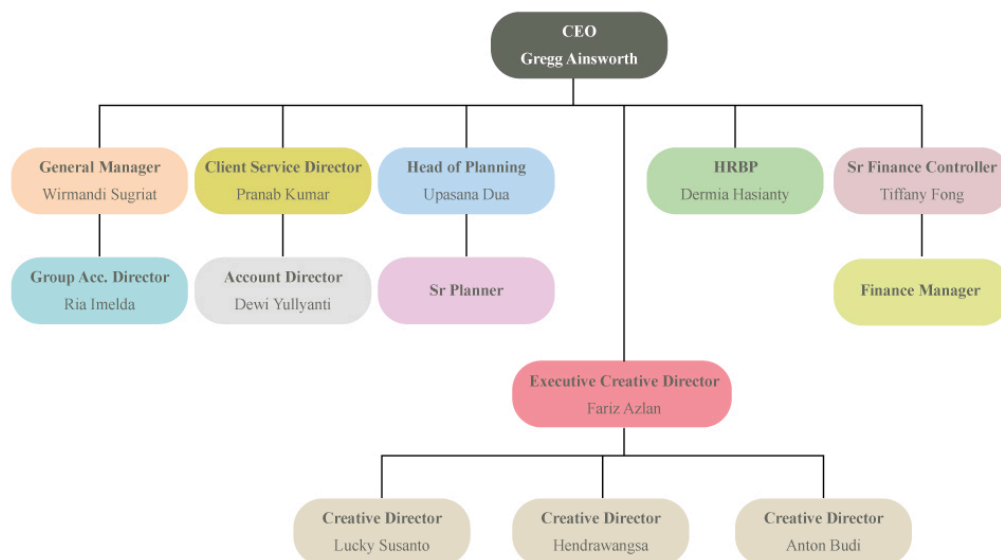 CEO
Gregg Ainsworth
General Manager
Wirmandi Sugriat
Client Service Director
Pranab Kumar
Head of Planning
Upasana Dua
HRBP
Dermia Hasianty
Sr Finance Controller
Tiffany Fong
Group Acc. Director
Ria Imelda
Account Director
Dewi Yullyanti
Sr Planner
Finance Manager
Executive Creative Director
Fariz Azlan
Creative Director
Lucky Susanto
Creative Director
Hendrawangsa
Creative Director
Anton Budi